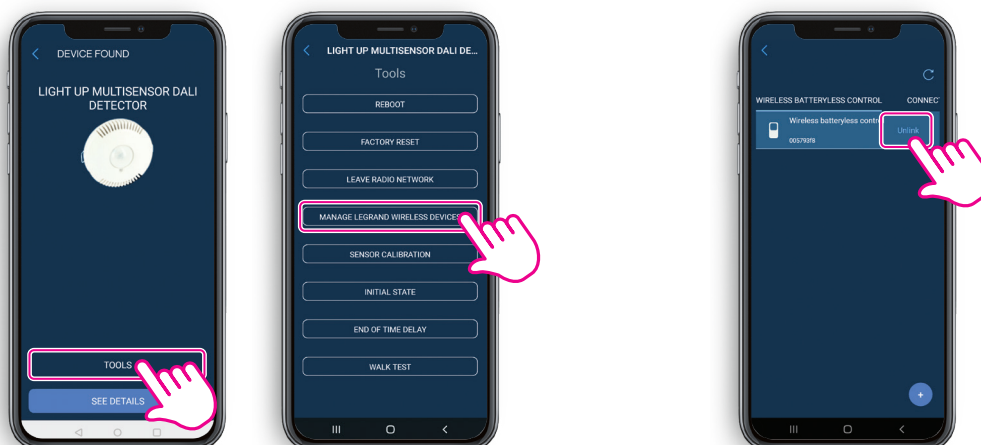 DEVICE FOUND
LIGHT UP MULTISENSOR DALI
DETECTOR
TOOLS
SEE DETAILS
LIGHT UP MULTISENSOR DALI DE...
Tools
REBOOT
FACTORY RESET
LEAVE RADIO NETWORK
MANAGE LEGRAND WIRELESS DEVICES
SENSOR CALIBRATION
INITIAL STATE
END OF TIME DELAY
WALK TEST
WIRELESS BATTERYLESS CONTROL CONNECT
Wireless batteryless contro
005793f8
Unlink